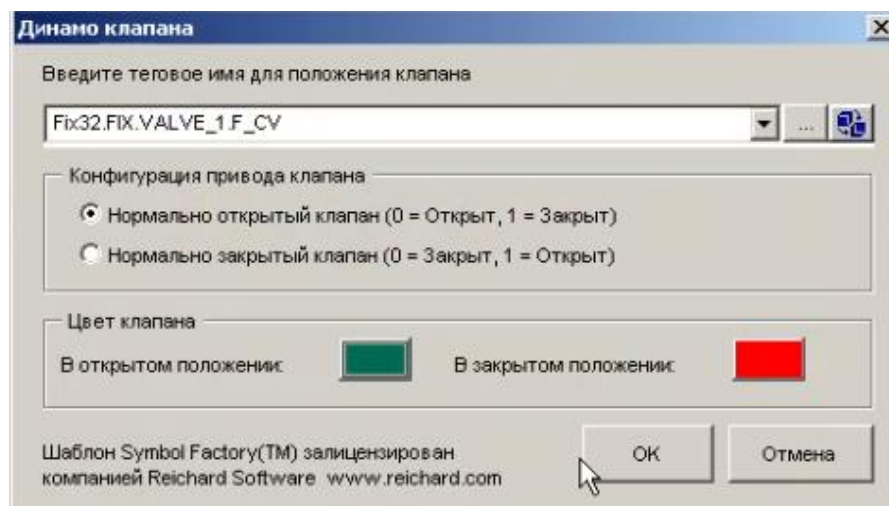 Динамо клапана
Введите теговое имя для положения клапана
Fix32.FIX.VALVE_1.F_CV
...
Конфигурация привода клапана
Нормально открытый клапан (0 = Открыт, 1 = Закрыт)
Нормально закрытый клапан (0 = Закрыт, 1 = Открыт)
Цвет клапана
В открытом положении: В закрытом положении:
Шаблон Symbol Factory(TM) залицензирован
компанией Reichard Software www.reichard.com
OK Отмена